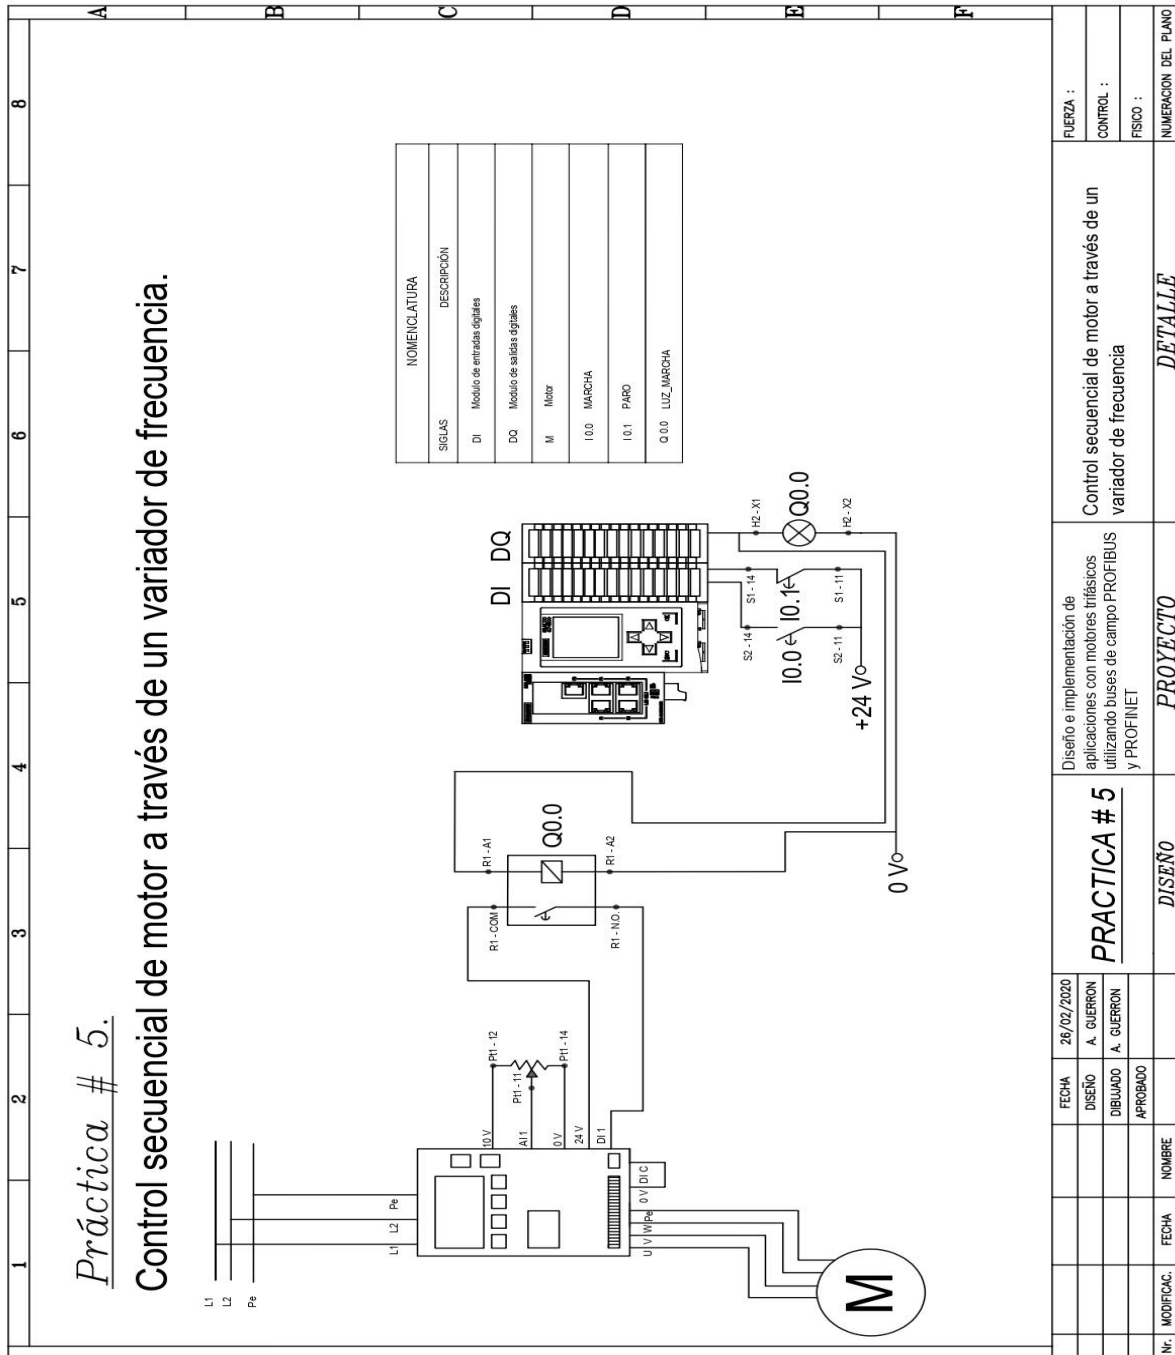 1 2 3 4 5 6 7 8
A
B
C
D
E
F
Práctica # 5.
Control secuencial de motor a través de un variador de frecuencia.
L1
L2
Pe
L1 L2 Pe
10 V
AI 1
0 V
24 V
DI 1
0 V DI C
U V W Pe
M
Pt1 - 12
Pt1 - 11
Pt1 - 14
R1 - COM
R1 - A1
Q0.0
R1 - N.O.
R1 - A2
DI DQ
S2 - 14
S1 - 14
H2 - X1
I0.0
I0.1
Q0.0
S2 - 11
S1 - 11
H2 - X2
+24 V
0 V
NOMENCLATURA
SIGLAS DESCRIPCIÓN
DI Modulo de entradas digitales
DQ Modulo de salidas digitales
M Motor
I 0.0 MARCHA
I 0.1 PARO
Q 0.0 LUZ_MARCHA
Nr. MODIFICAC. FECHA NOMBRE
FECHA 26/02/2020
DISEÑO A. GUERRON
DIBUJADO A. GUERRON
APROBADO
PRACTICA # 5
DISEÑO
Diseño e implementación de
aplicaciones con motores trifásicos
utilizando buses de campo PROFIBUS
y PROFINET
PROYECTO
Control secuencial de motor a través de un
variador de frecuencia
DETALLE
FUERZA :
CONTROL :
FISICO :
NUMERACION DEL PLANO